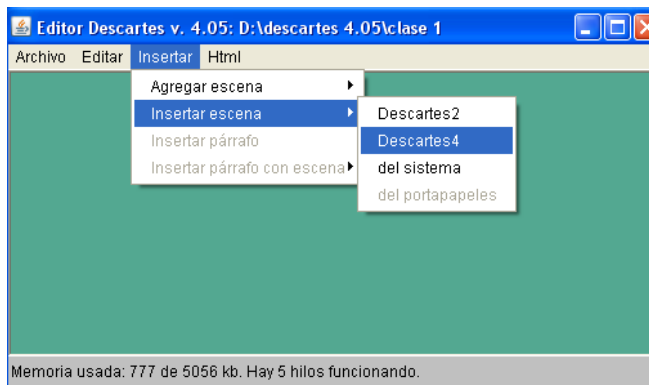 Editor Descartes v. 4.05: D:\descartes 4.05\clase 1
Archivo Editar Insertar Html
Agregar escena
Insertar escena
Insertar párrafo
Insertar párrafo con escena
Descartes2
Descartes4
del sistema
del portapapeles
Memoria usada: 777 de 5056 kb. Hay 5 hilos funcionando.